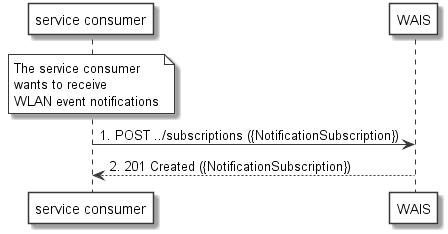 service consumer
WAIS
The service consumer
wants to receive
WLAN event notifications
1. POST ../subscriptions ({NotificationSubscription})
2. 201 Created ({NotificationSubscription})
service consumer
WAIS